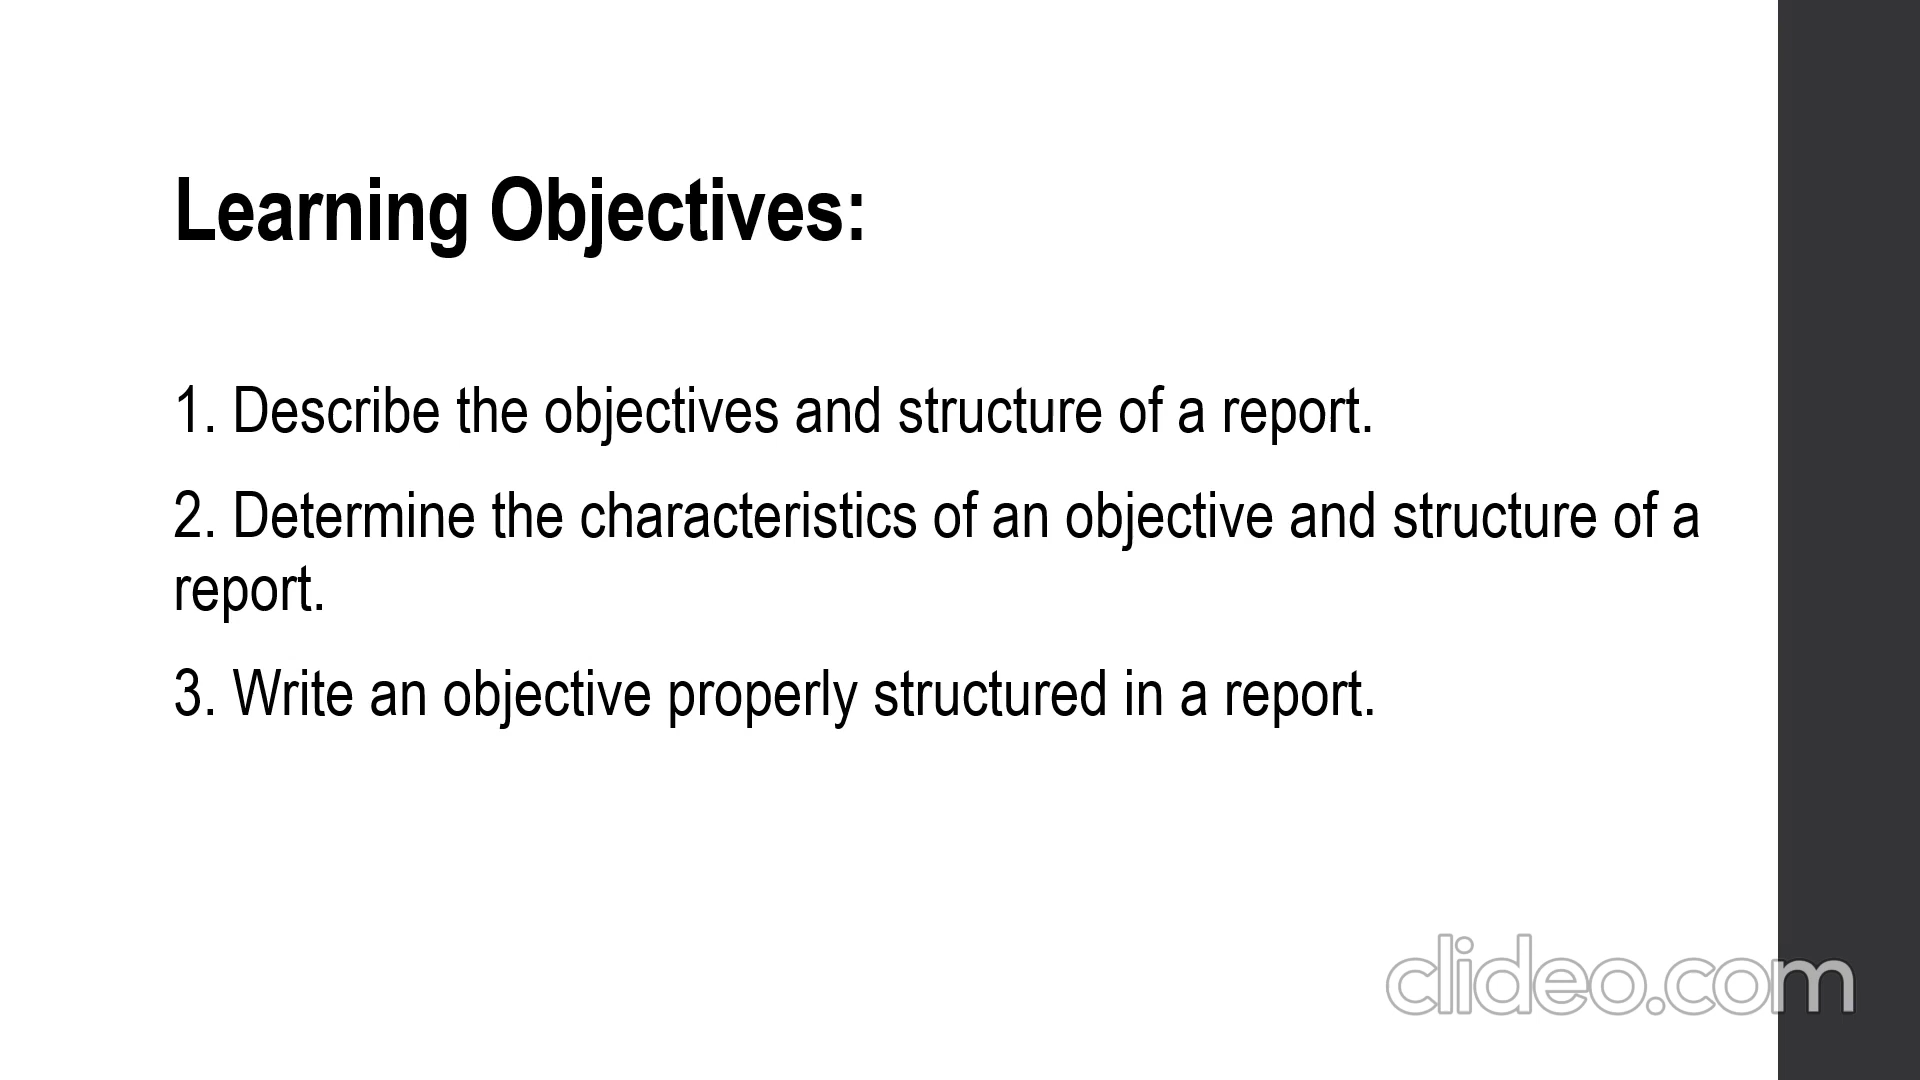 Learning Objectives:
1. Describe the objectives and structure of a report.
2. Determine the characteristics of an objective and structure of a
report.
3. Write an objective properly structured in a report.
clideo.com